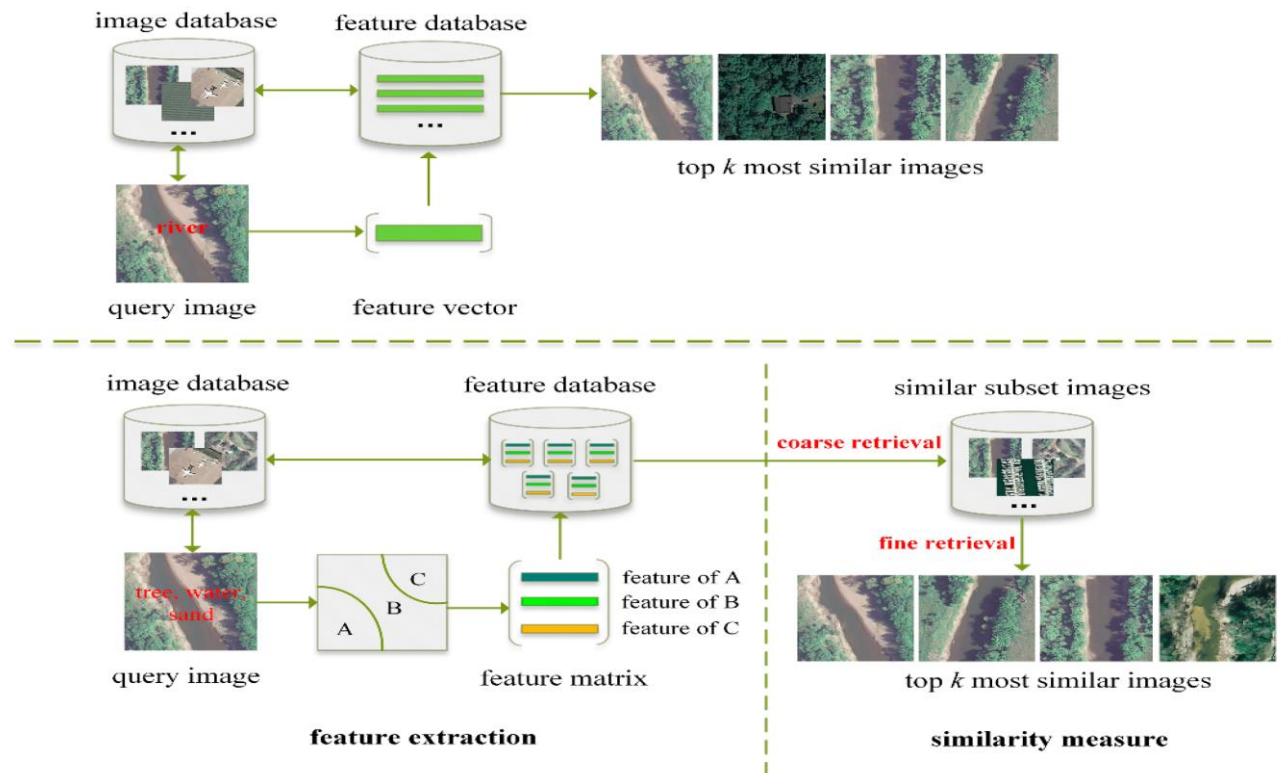 image database
feature database
...
...
top k most similar images
river
query image
feature vector
image database
feature database
similar subset images
coarse retrieval
...
...
fine retrieval
tree, water,
sand
A
B
C
feature of A
feature of B
feature of C
query image
feature matrix
top k most similar images
feature extraction
similarity measure